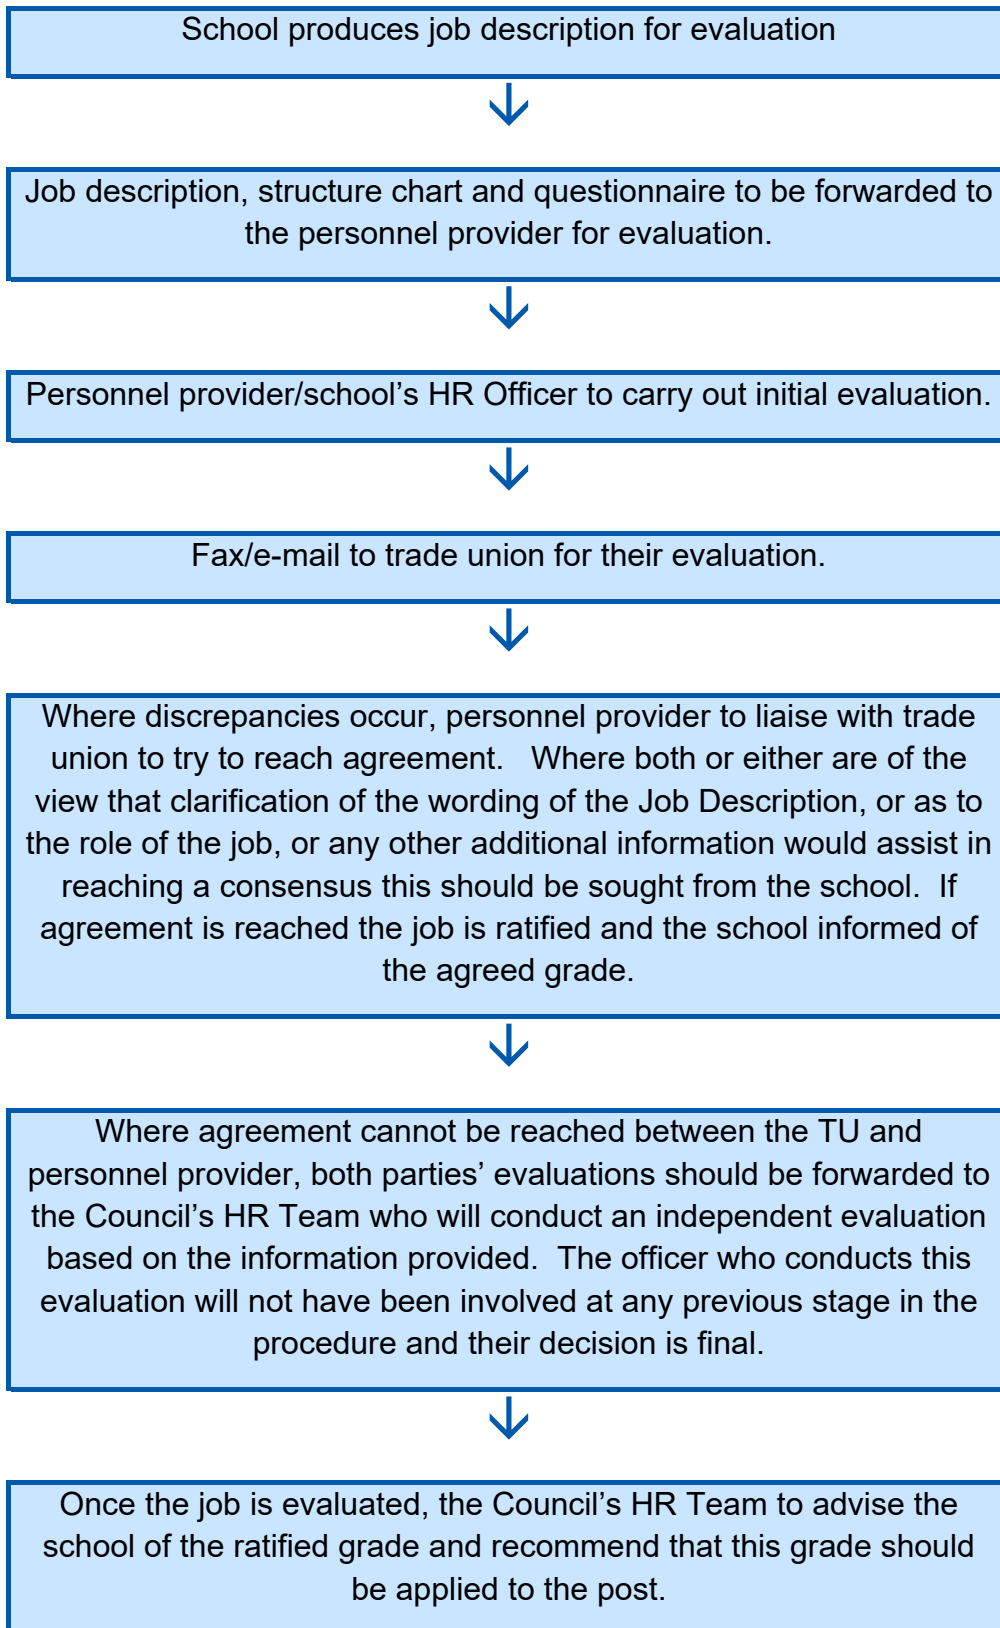 School produces job description for evaluation
Job description, structure chart and questionnaire to be forwarded to
the personnel provider for evaluation.
Personnel provider/school’s HR Officer to carry out initial evaluation.
Fax/e-mail to trade union for their evaluation.
Where discrepancies occur, personnel provider to liaise with trade
union to try to reach agreement.   Where both or either are of the
view that clarification of the wording of the Job Description, or as to
the role of the job, or any other additional information would assist in
reaching a consensus this should be sought from the school.  If
agreement is reached the job is ratified and the school informed of
the agreed grade.
Where agreement cannot be reached between the TU and
personnel provider, both parties’ evaluations should be forwarded to
the Council’s HR Team who will conduct an independent evaluation
based on the information provided.  The officer who conducts this
evaluation will not have been involved at any previous stage in the
procedure and their decision is final.
Once the job is evaluated, the Council’s HR Team to advise the
school of the ratified grade and recommend that this grade should
be applied to the post.